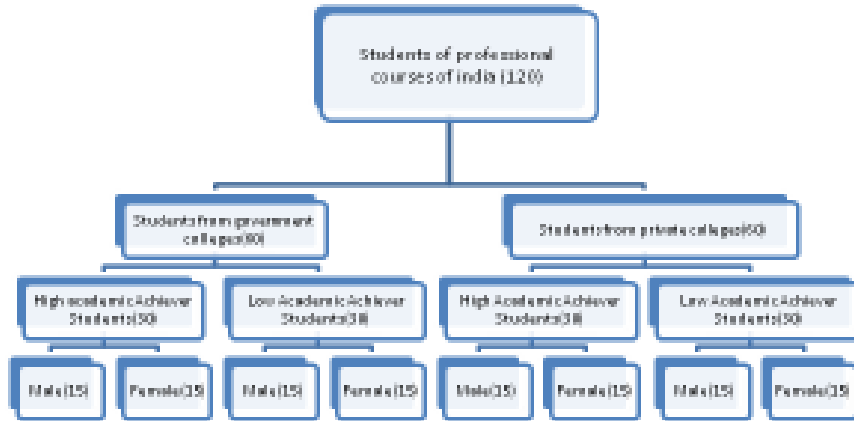 Students of professional
courses of india (120)
Students from government
colleges(60)
Students from private colleges(60)
High academic Achiever
Students(30)
Low Academic Achiever
Students(30)
High Academic Achiever
Students(30)
Low Academic Achiever
Students(30)
Male(15)
Female(15)
Male(15)
Female(15)
Male(15)
Female(15)
Male(15)
Female(15)